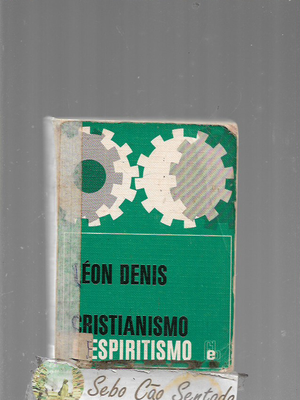 LÉON DENIS
CRISTIANISMO
ESPIRITISMO
Sebo Cão Sentado